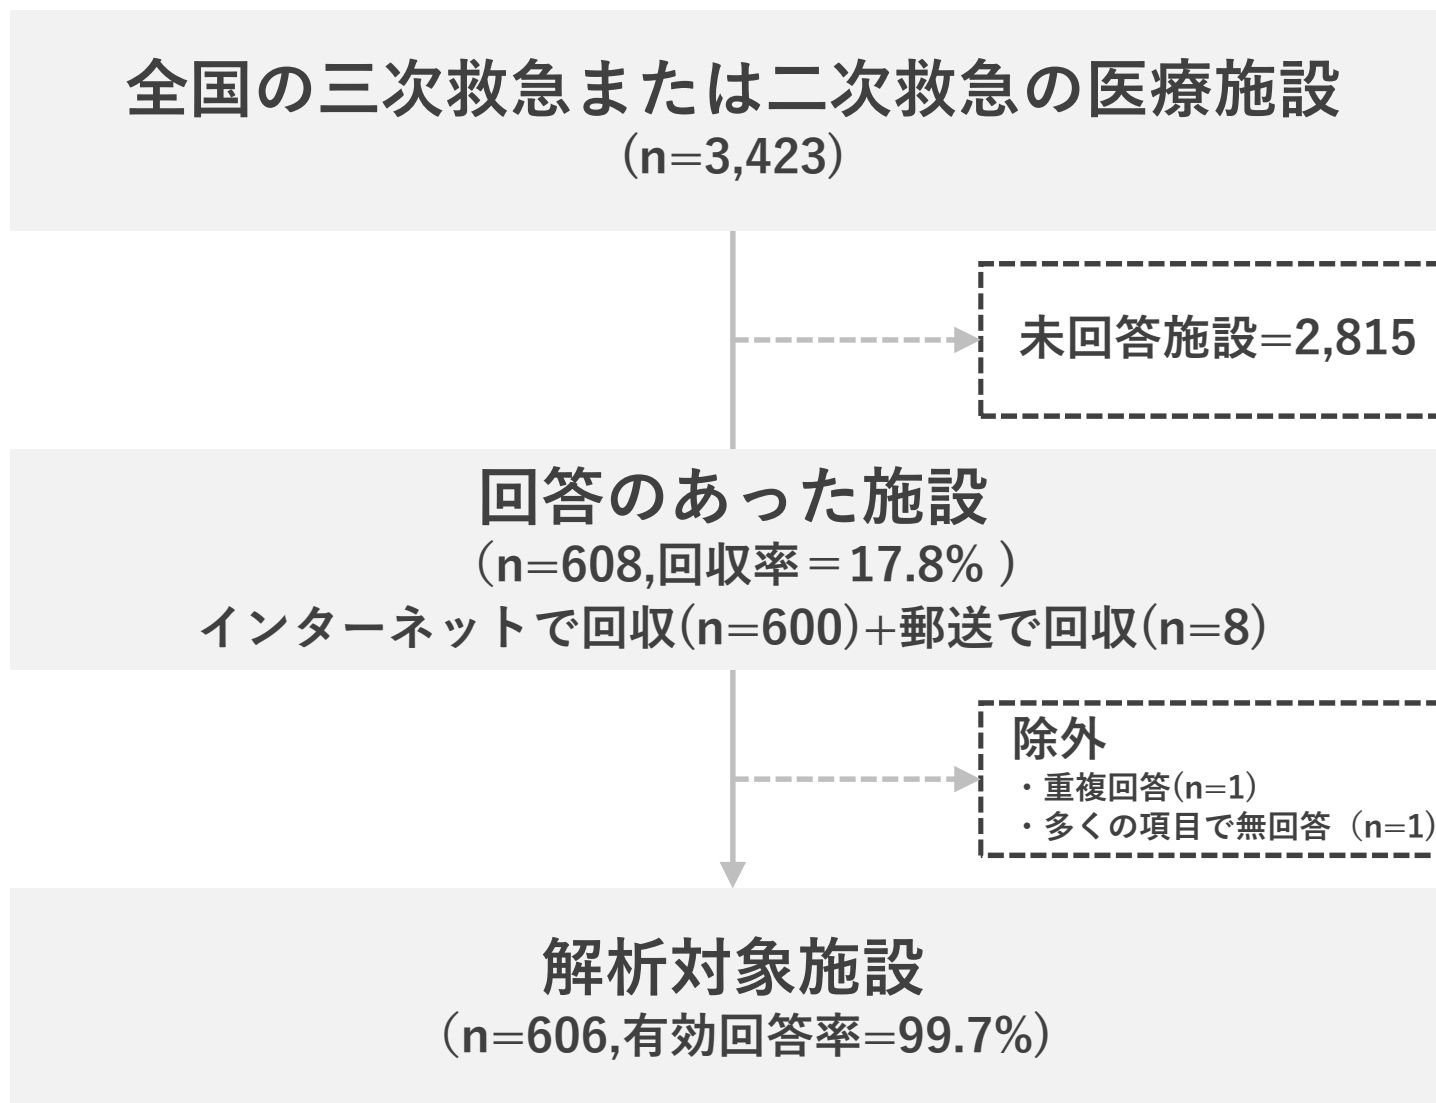 全国の三次救急または二次救急の医療施設
(n=3,423)
未回答施設=2,815
回答のあった施設
（n=608,回収率＝17.8% ）
インターネットで回収(n=600)+郵送で回収(n=8)
除外
・重複回答(n=1)
・多くの項目で無回答（n=1)
解析対象施設
（n=606,有効回答率=99.7%)